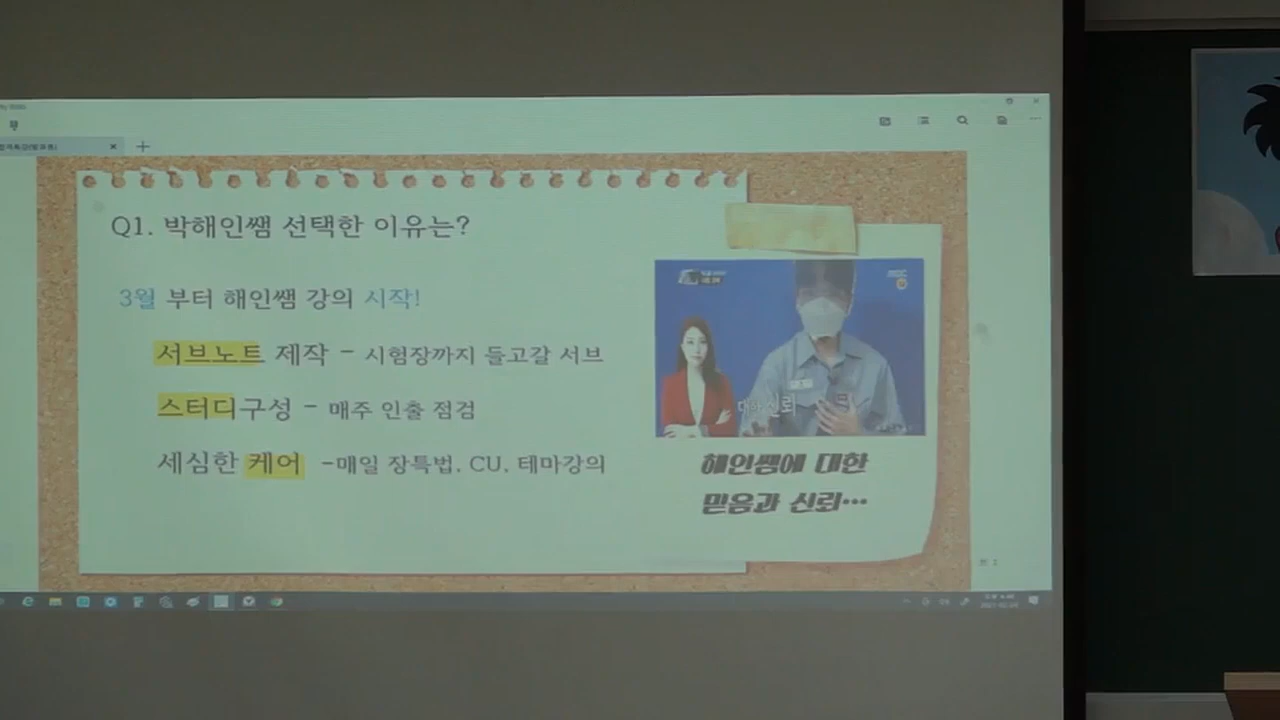 Q1. 박해인쌤 선택한 이유는?
3월 부터 해인쌤 강의 시작!
서브노트 제작 - 시험장까지 들고갈 서브
스터디구성 - 매주 인출 점검
세심한 케어 -매일 장특법. CU. 테마강의
MBC
신뢰
해인쌤에 대한
믿음과 신뢰···